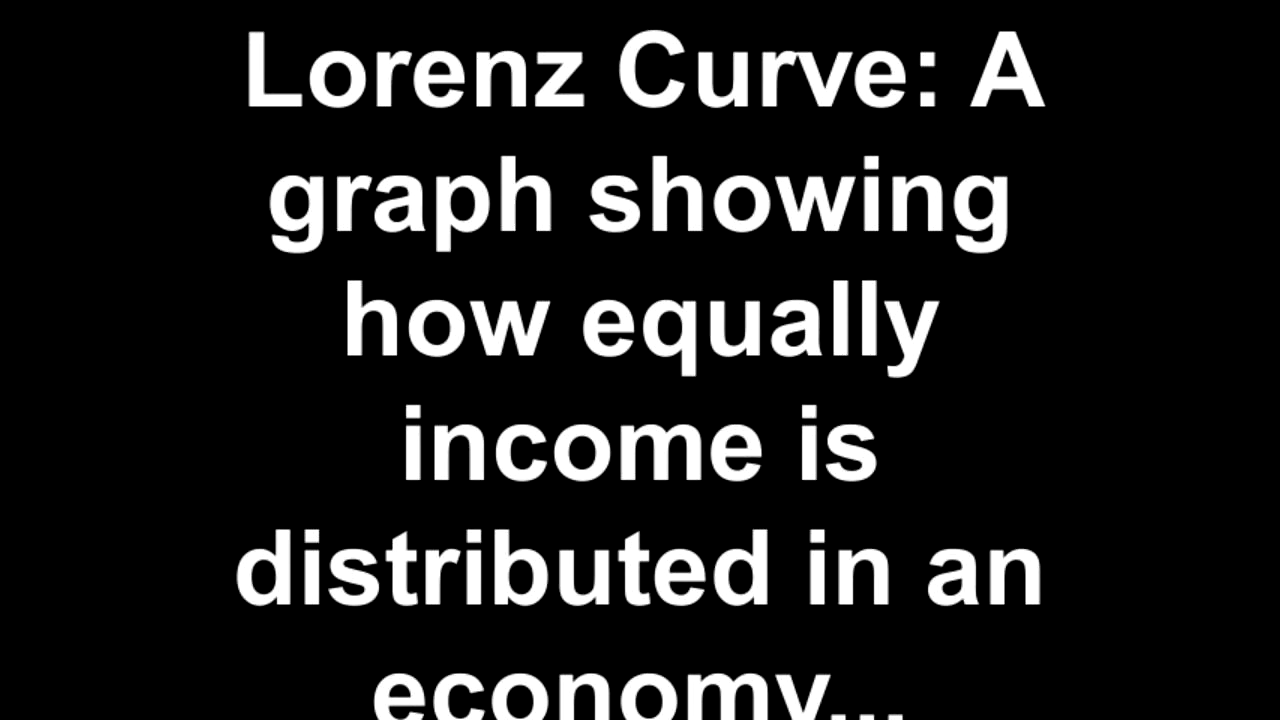 Lorenz Curve: A
graph showing
how equally
income is
distributed in an
economy...